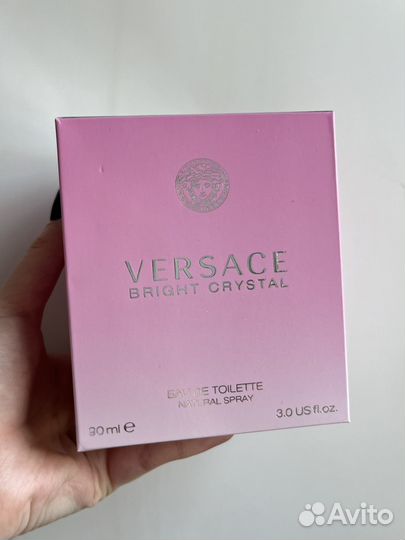 VERSACE
BRIGHT CRYSTAL
EAU DE TOILETTE
NATURAL SPRAY
90 ml e 3.0 US fl.oz.
Avito